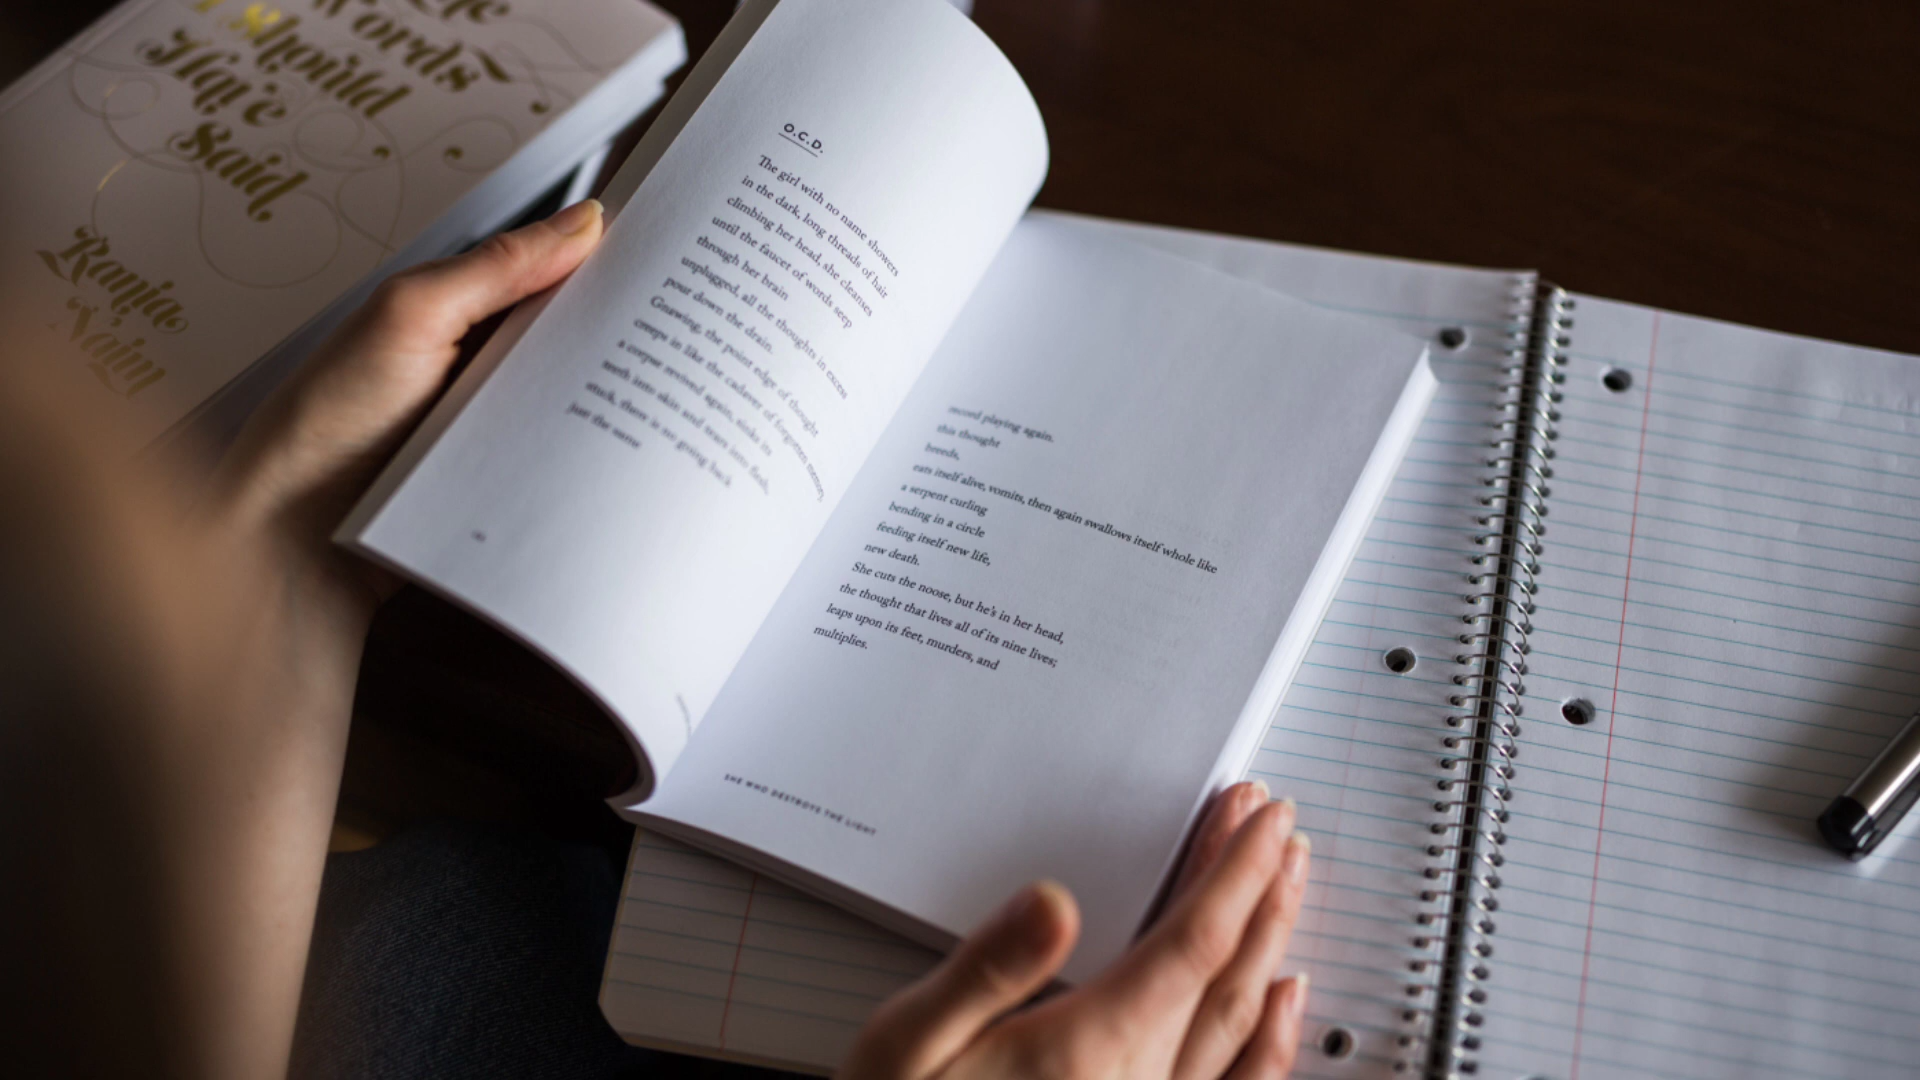 Words
I should
Have
Said
Rania
Naim
O.C.D.
The girl with no name showers
in the dark, long threads of hair
climbing her head, she cleanses
until the faucet of words seep
through her brain
unplugged, all the thoughts in excess
pour down the drain.
Gnawing, the point edge of thought
creeps in like the cadaver of forgotten memory,
a corpse revived again, sinks its
teeth into skin and tears into flesh,
stuck, there is no going back
just the same
record playing again.
this thought
breeds,
eats itself alive, vomits, then again swallows itself whole like
a serpent curling
bending in a circle
feeding itself new life,
new death.
She cuts the noose, but he's in her head,
the thought that lives all of its nine lives;
leaps upon its feet, murders, and
multiplies.
SHE WHO DESTROYS THE LIGHT